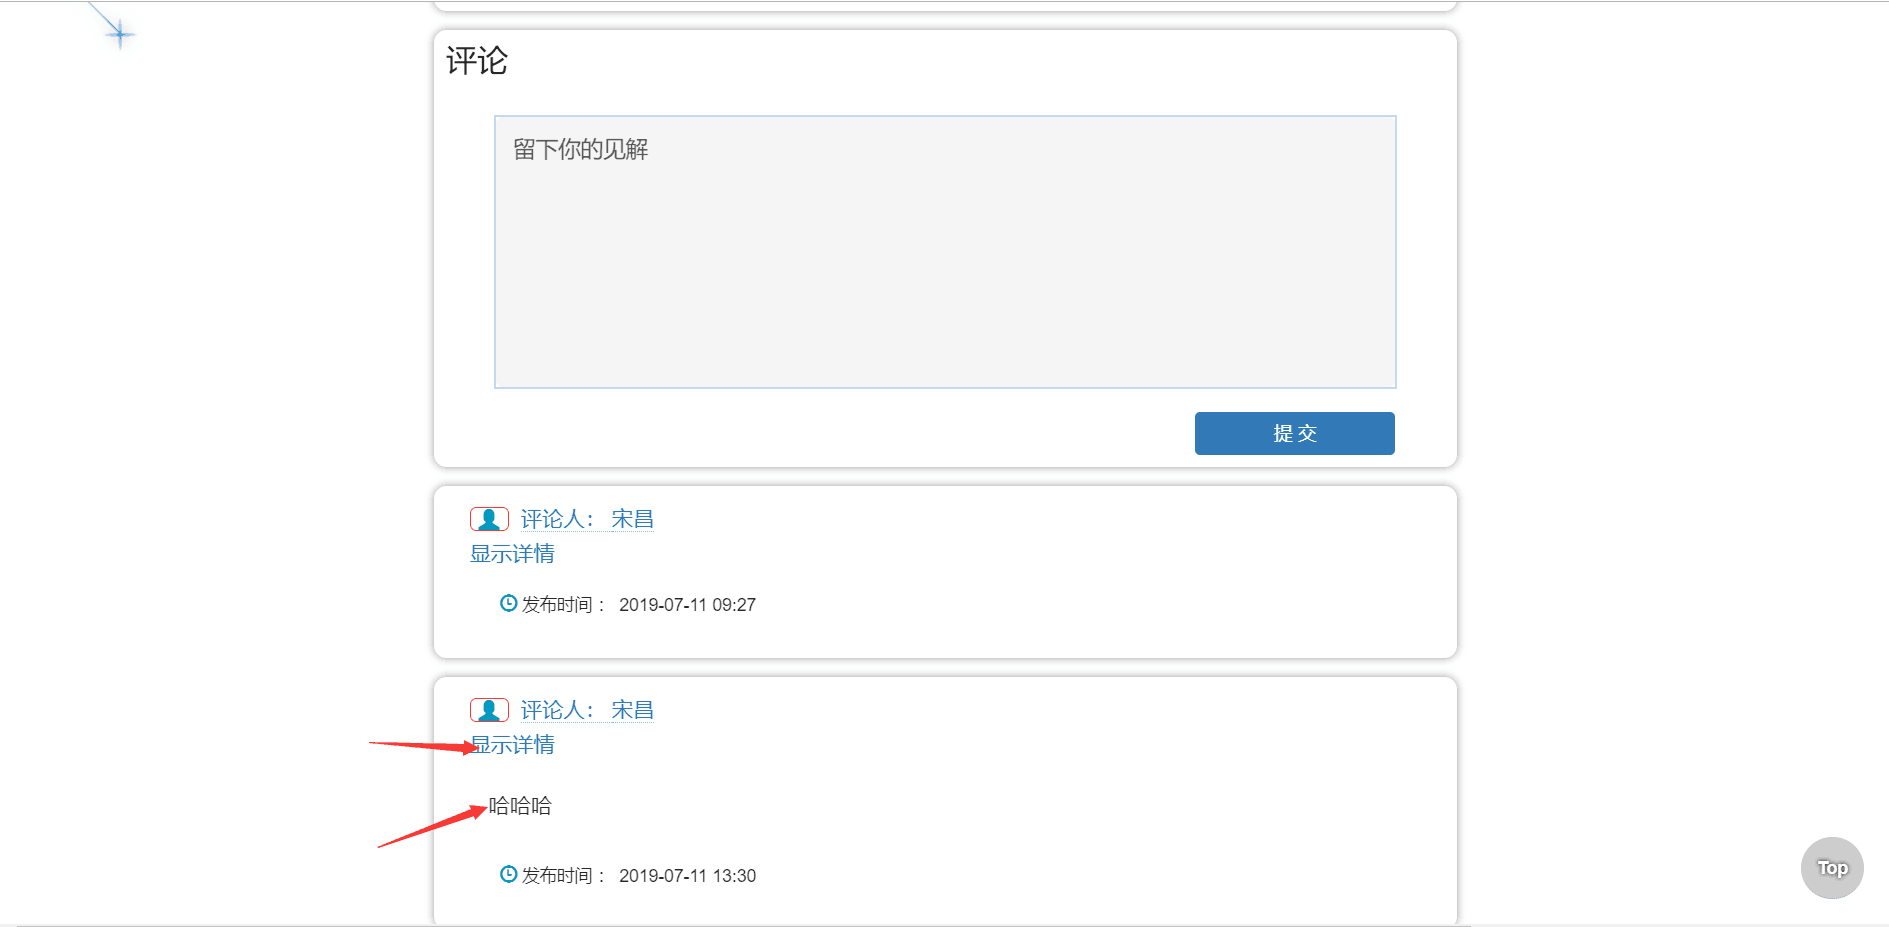 评论
留下你的见解
提 交
评论人： 宋昌
显示详情
发布时间： 2019-07-11 09:27
评论人： 宋昌
显示详情
哈哈哈
发布时间： 2019-07-11 13:30
Top